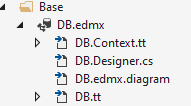 Base
DB.edmx
DB.Context.tt
DB.Designer.cs
DB.edmx.diagram
DB.tt